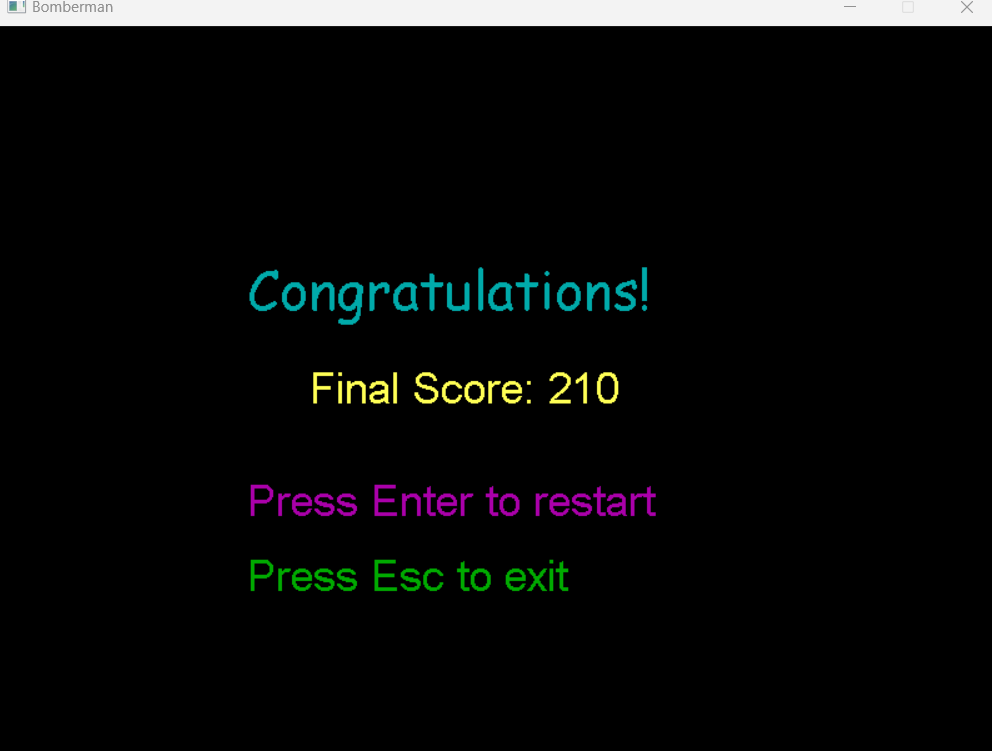 Bomberman
Congratulations!
Final Score: 210
Press Enter to restart
Press Esc to exit